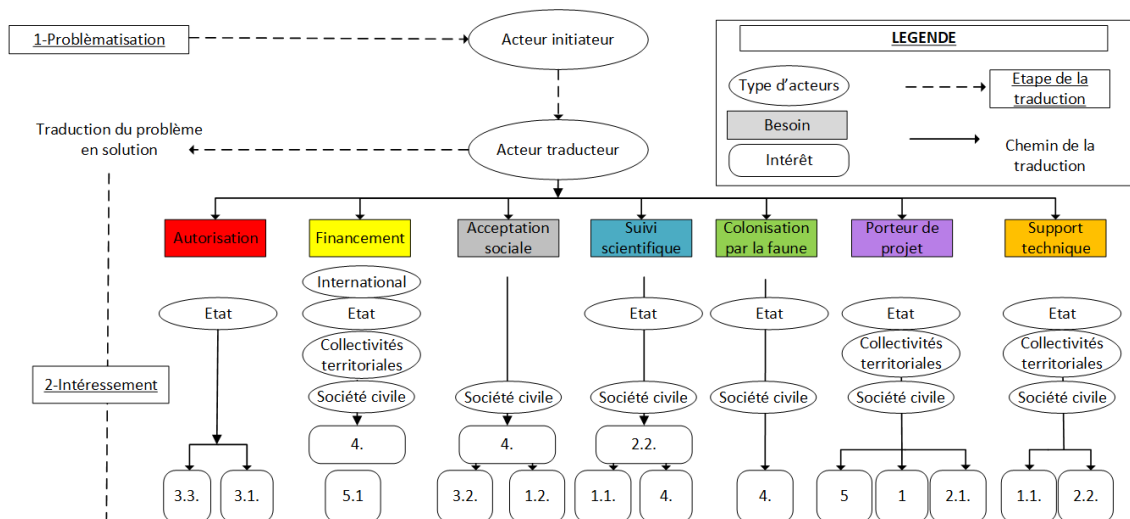 1-Problèmatisation
Acteur initiateur
LEGENDE
Type d'acteurs
Etape de la
traduction
Besoin
Intérêt
Chemin de la
traduction
Traduction du problème
en solution
Acteur traducteur
Autorisation
Financement
Acceptation
sociale
Suivi
scientifique
Colonisation
par la faune
Porteur de
projet
Support
technique
International
Etat
Etat
Etat
Etat
Etat
Etat
Collectivités
territoriales
Collectivités
territoriales
Collectivités
territoriales
2-Intéressement
Société civile
Société civile
Société civile
Société civile
Société civile
Société civile
4.
4.
2.2.
3.3.
3.1.
5.1
3.2.
1.2.
1.1.
4.
4.
5
1
2.1.
1.1.
2.2.